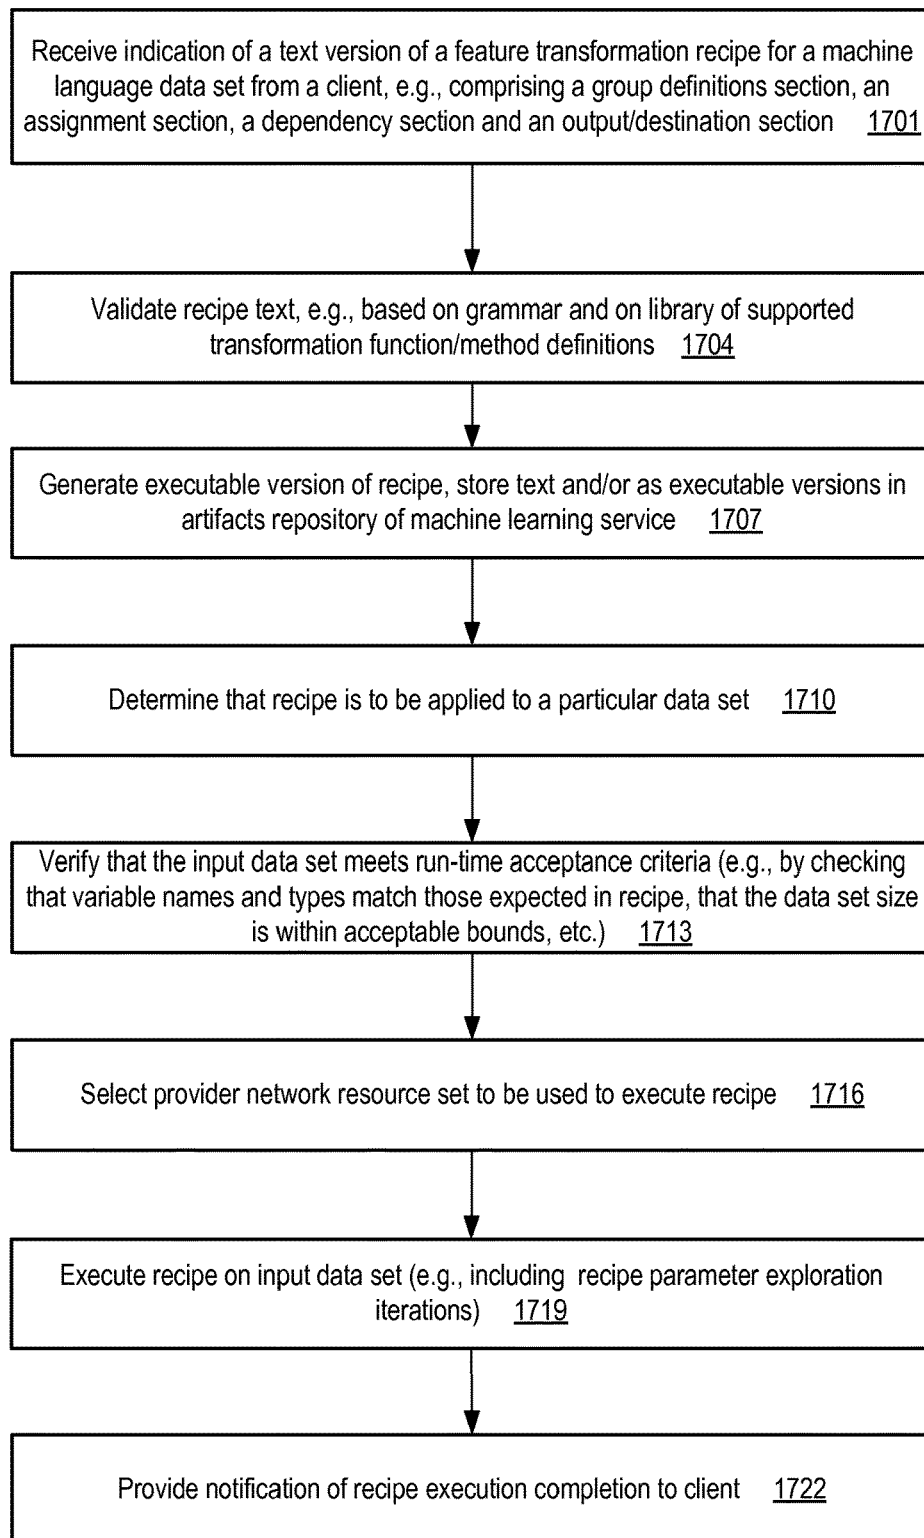 Receive indication of a text version of a feature transformation recipe for a machine
language data set from a client, e.g., comprising a group definitions section, an
assignment section, a dependency section and an output/destination section 1701
Validate recipe text, e.g., based on grammar and on library of supported
transformation function/method definitions 1704
Generate executable version of recipe, store text and/or as executable versions in
artifacts repository of machine learning service 1707
Determine that recipe is to be applied to a particular data set 1710
Verify that the input data set meets run-time acceptance criteria (e.g., by checking
that variable names and types match those expected in recipe, that the data set size
is within acceptable bounds, etc.) 1713
Select provider network resource set to be used to execute recipe 1716
Execute recipe on input data set (e.g., including recipe parameter exploration
iterations) 1719
Provide notification of recipe execution completion to client 1722